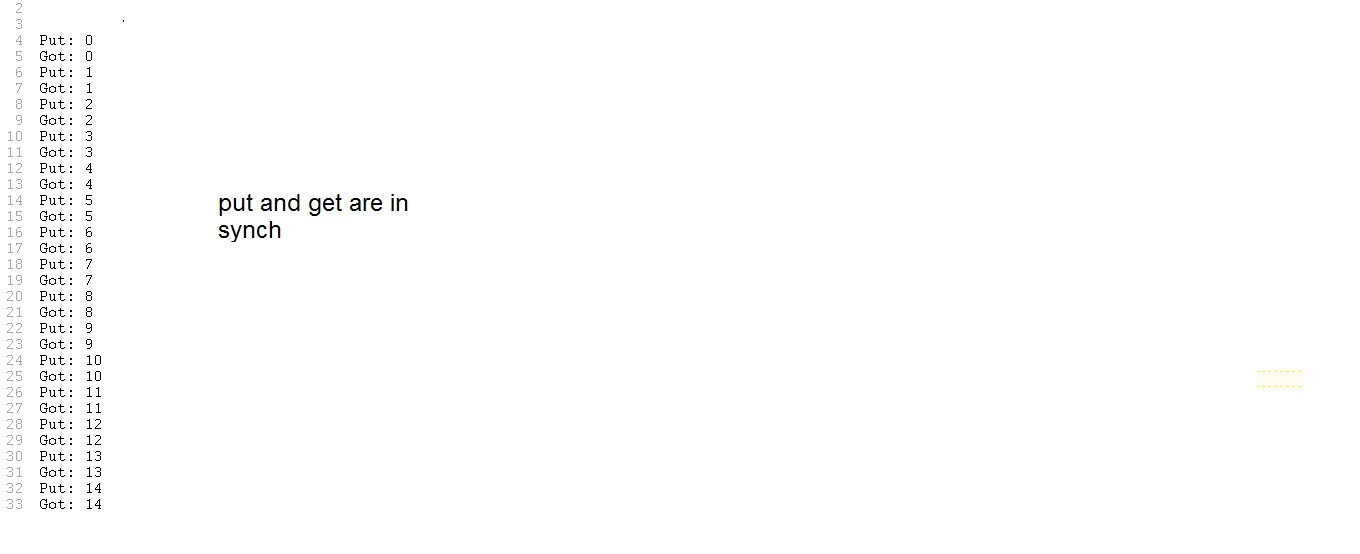 2
3
4 Put: 0
5 Got: 0
6 Put: 1
7 Got: 1
8 Put: 2
9 Got: 2
10 Put: 3
11 Got: 3
12 Put: 4
13 Got: 4
14 Put: 5
15 Got: 5
16 Put: 6
17 Got: 6
18 Put: 7
19 Got: 7
20 Put: 8
21 Got: 8
22 Put: 9
23 Got: 9
24 Put: 10
25 Got: 10
26 Put: 11
27 Got: 11
28 Put: 12
29 Got: 12
30 Put: 13
31 Got: 13
32 Put: 14
33 Got: 14
put and get are in
synch